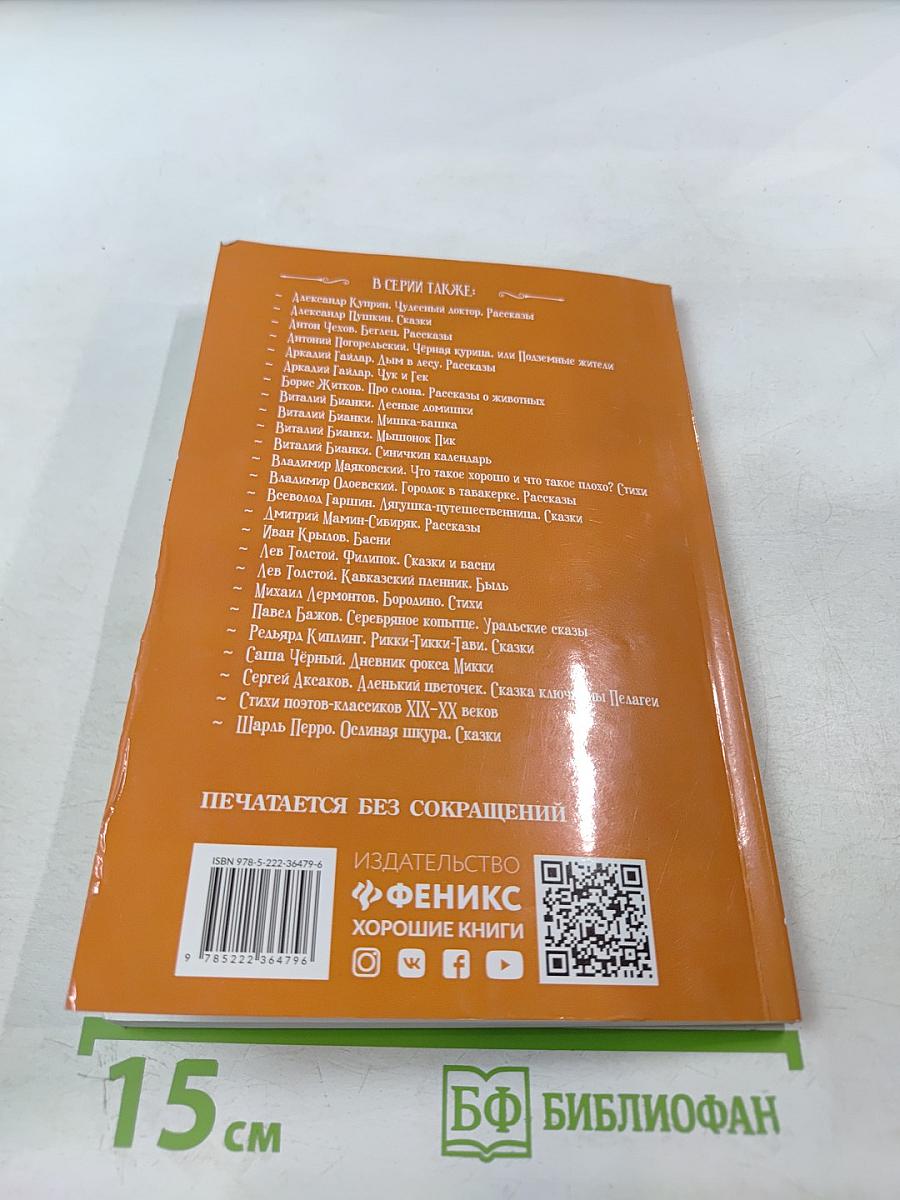 В СЕРИИ ТАКЖЕ:
~ Александр Куприн. Чудесный доктор. Рассказы
~ Александр Пушкин. Сказки
~ Антон Чехов. Беглец. Рассказы
~ Антоний Погорельский. Чёрная курица, или Подземные жители
~ Аркадий Гайдар. Дым в лесу. Рассказы
~ Аркадий Гайдар. Чук и Гек
~ Борис Житков. Про слона. Рассказы о животных
~ Виталий Бианки. Лесные домишки
~ Виталий Бианки. Мишка-башка
~ Виталий Бианки. Мышонок Пик
~ Виталий Бианки. Синичкин календарь
~ Владимир Маяковский. Что такое хорошо и что такое плохо? Стихи
~ Владимир Одоевский. Городок в табакерке. Рассказы
~ Всеволод Гаршин. Лягушка-путешественница. Сказки
~ Дмитрий Мамин-Сибиряк. Рассказы
~ Иван Крылов. Басни
~ Лев Толстой. Филипок. Сказки и басни
~ Лев Толстой. Кавказский пленник. Быль
~ Михаил Лермонтов. Бородино. Стихи
~ Павел Бажов. Серебряное копытце. Уральские сказы
~ Редьярд Киплинг. Рикки-Тикки-Тави. Сказки
~ Саша Чёрный. Дневник фокса Микки
~ Сергей Аксаков. Аленький цветочек. Сказка ключницы Пелагеи
~ Стихи поэтов-классиков XIX–XX веков
~ Шарль Перро. Ослиная шкура. Сказки
ПЕЧАТАЕТСЯ БЕЗ СОКРАЩЕНИЙ
ISBN 978-5-222-36479-6
9 785222 364796
ИЗДАТЕЛЬСТВО
ФЕНИКС
ХОРОШИЕ КНИГИ
15 см
БФ БИБЛИОФАН